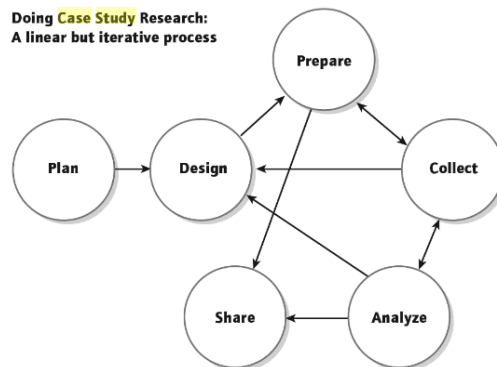 Doing Case Study Research:
A linear but iterative process
Prepare
Plan
Design
Collect
Share
Analyze